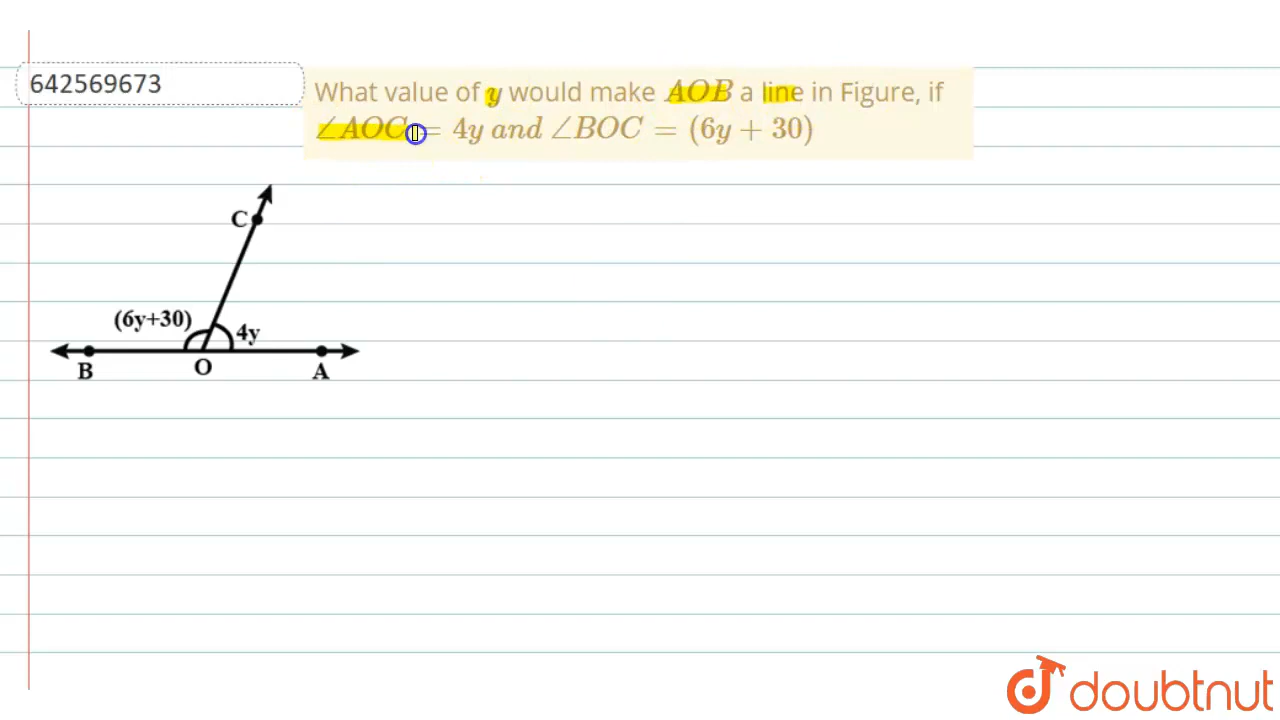 642569673
What value of y would make AOB a line in Figure, if
∠AOC = 4y and ∠BOC = (6y + 30)
C
(6y+30)
4y
B
O
A
doubtnut